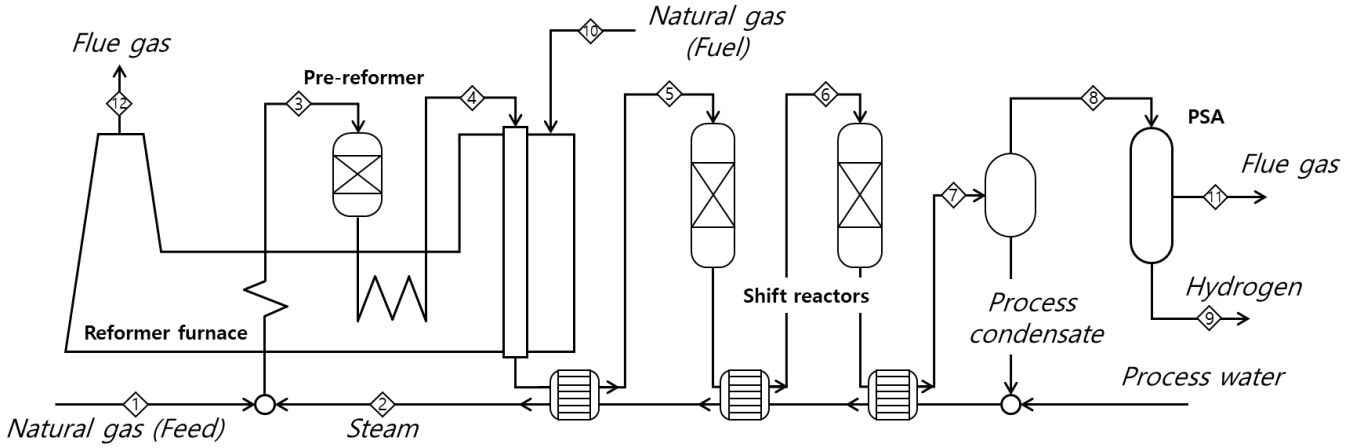 Natural gas
(Fuel)
10
Flue gas
12
Pre-reformer
3
4
5
6
8
PSA
Flue gas
11
7
Shift reactors
Hydrogen
9
Process
condensate
Reformer furnace
Process water
1
2
Natural gas (Feed)
Steam